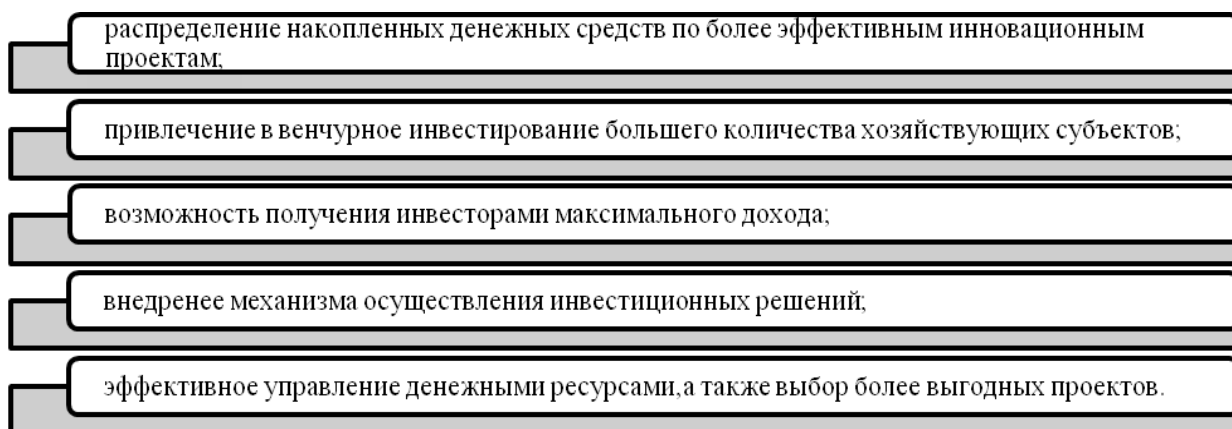 распределение накопленных денежных средств по более эффективным инновационным
проектам;
привлечение в венчурное инвестирование большего количества хозяйствующих субъектов;
возможность получения инвесторами максимального дохода;
внедренее механизма осуществления инвестиционных решений;
эффективное управление денежными ресурсами,а также выбор более выгодных проектов.